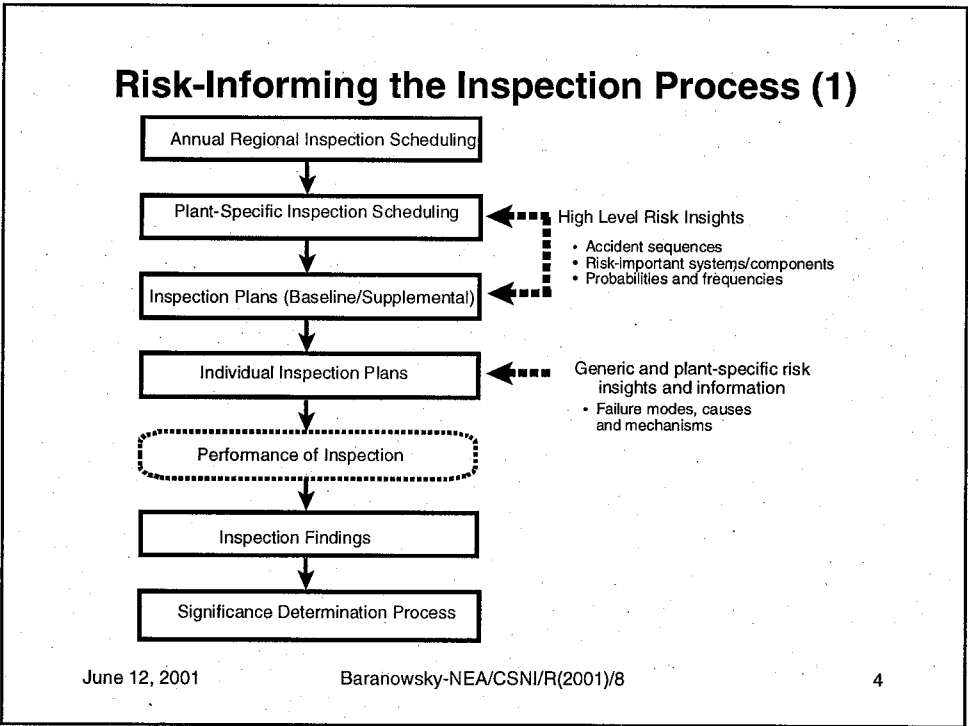 Risk-Informing the Inspection Process (1)
Annual Regional Inspection Scheduling
Plant-Specific Inspection Scheduling
High Level Risk Insights
• Accident sequences
• Risk-important systems/components
• Probabilities and frequencies
Inspection Plans (Baseline/Supplemental)
Individual Inspection Plans
Generic and plant-specific risk
insights and information
• Failure modes, causes
and mechanisms
Performance of Inspection
Inspection Findings
Significance Determination Process
June 12, 2001
Baranowsky-NEA/CSNI/R(2001)/8
4